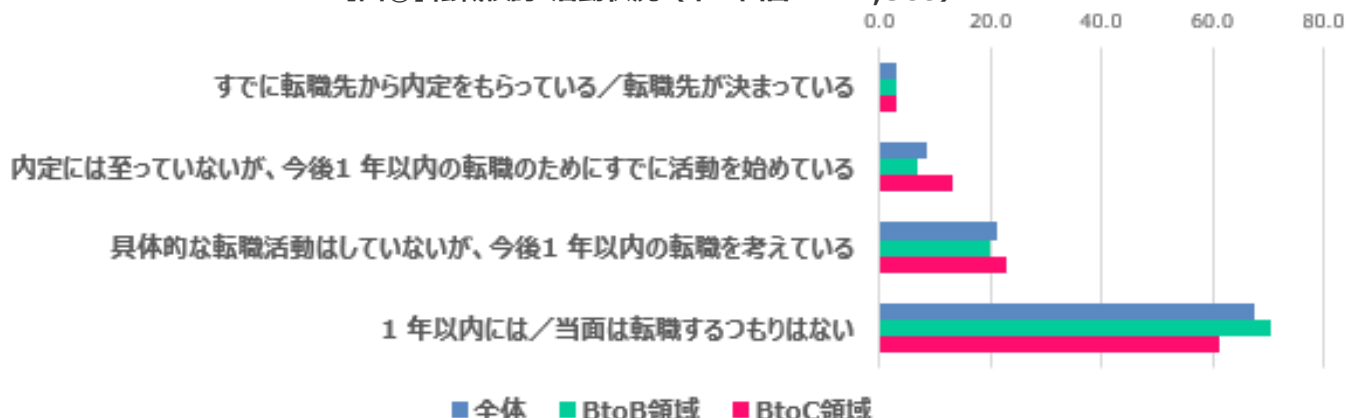 0.0 20.0 40.0 60.0 80.0
すでに転職先から内定をもらっている／転職先が決まっている
内定には至っていないが、今後1 年以内の転職のためにすでに活動を始めている
具体的な転職活動はしていないが、今後1 年以内の転職を考えている
1 年以内には／当面は転職するつもりはない
全体 BtoB領域 BtoC領域